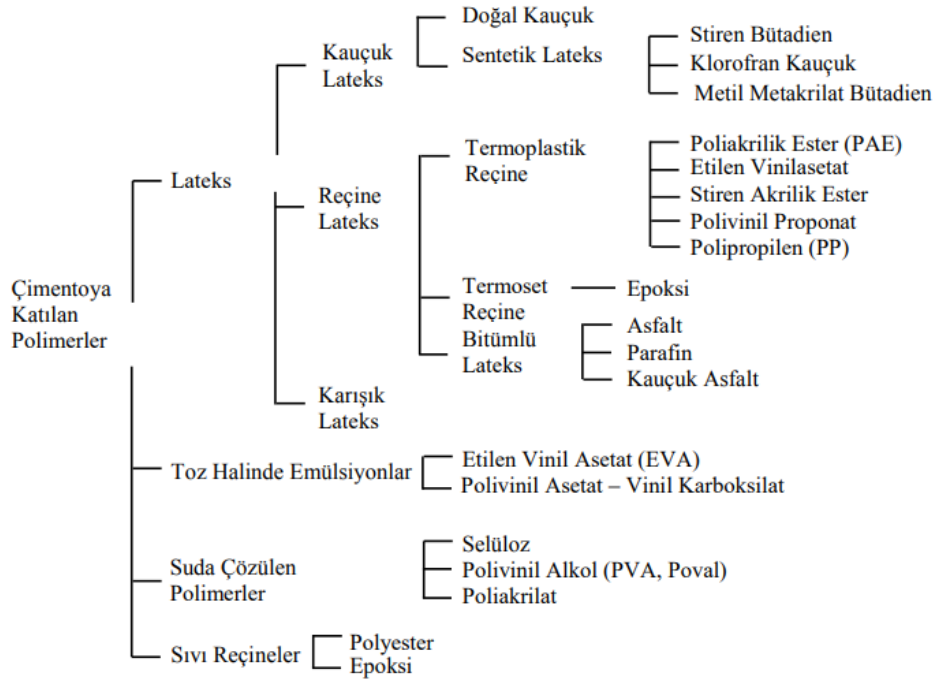 Çimentoya
Katılan
Polimerler
Lateks
Kauçuk
Lateks
Doğal Kauçuk
Sentetik Lateks
Stiren Bütadien
Klorofran Kauçuk
Metil Metakrilat Bütadien
Reçine
Lateks
Termoplastik
Reçine
Poliakrilik Ester (PAE)
Etilen Vinilasetat
Stiren Akrilik Ester
Polivinil Proponat
Polipropilen (PP)
Termoset
Reçine
Epoksi
Bitümlü
Lateks
Asfalt
Parafin
Kauçuk Asfalt
Karışık
Lateks
Toz Halinde Emülsiyonlar
Etilen Vinil Asetat (EVA)
Polivinil Asetat – Vinil Karboksilat
Suda Çözülen
Polimerler
Selüloz
Polivinil Alkol (PVA, Poval)
Poliakrilat
Sıvı Reçineler
Polyester
Epoksi